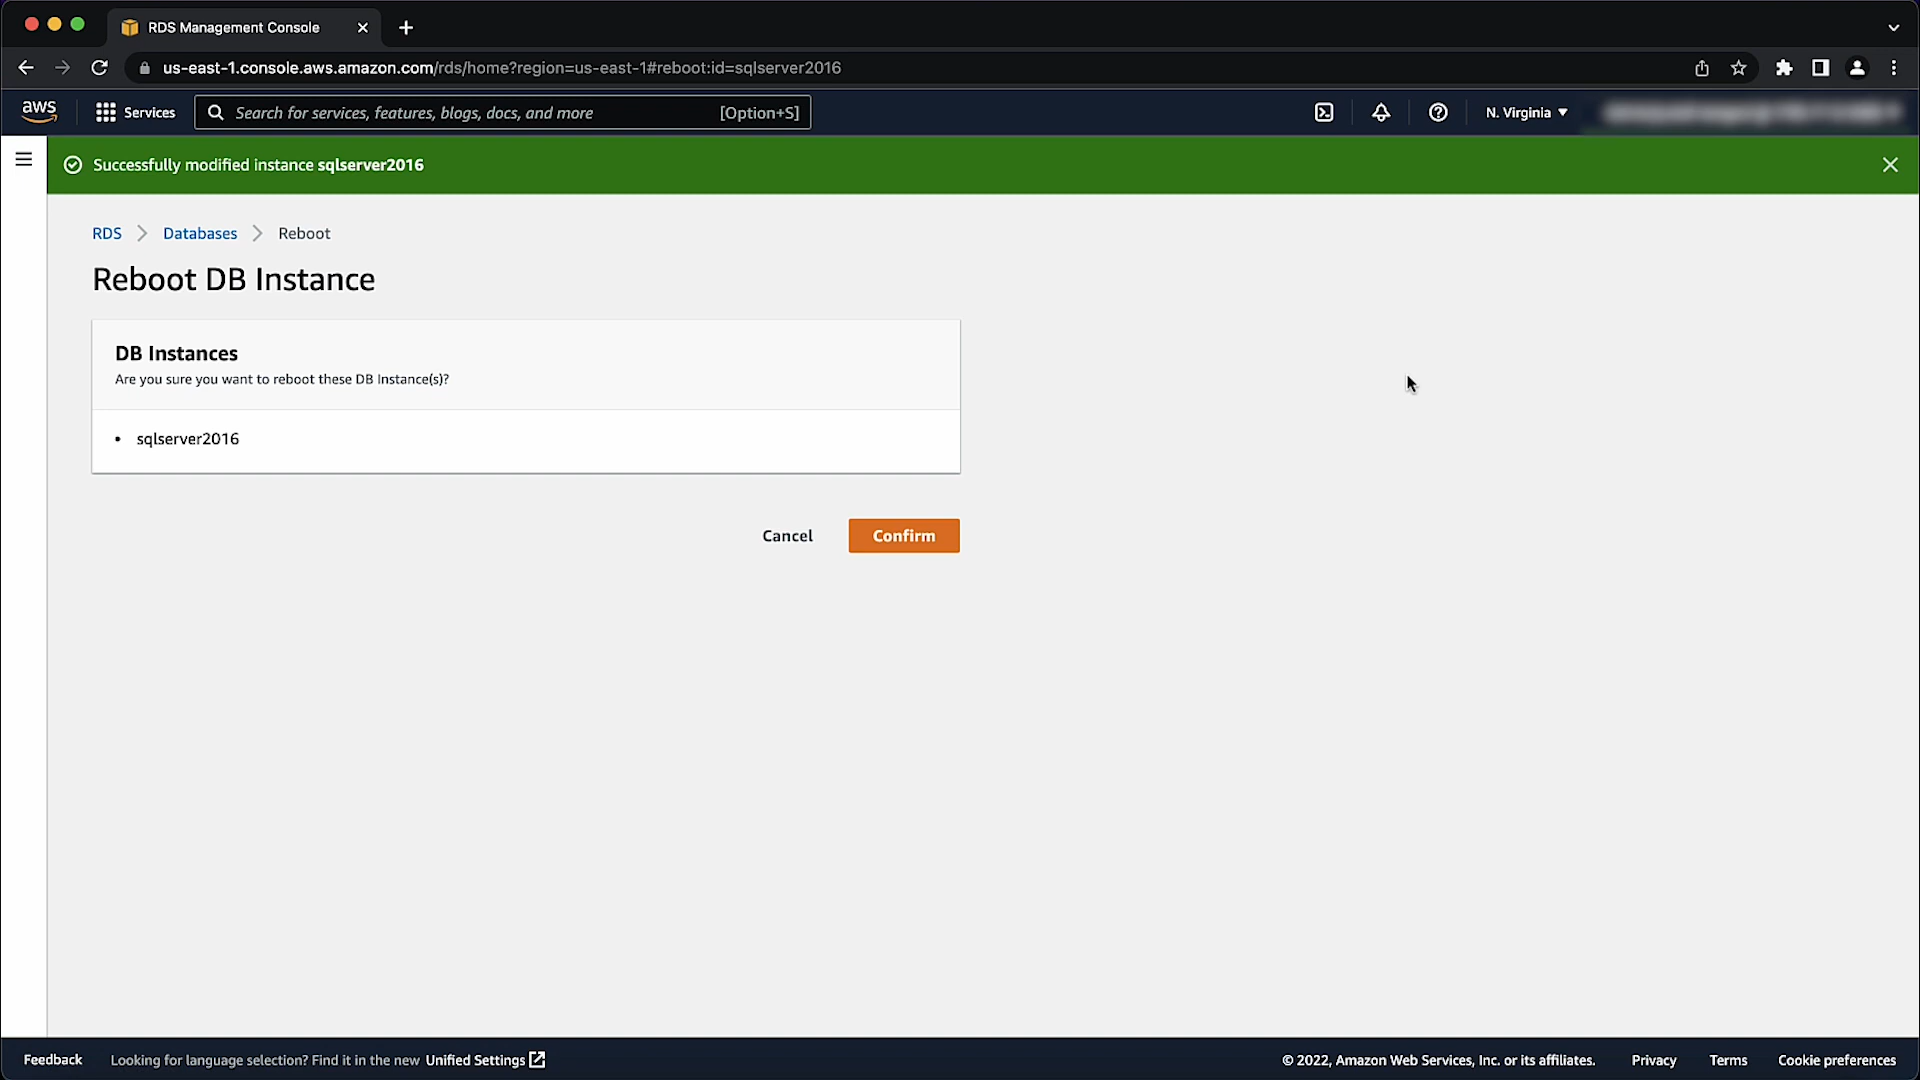 RDS Management Console
us-east-1.console.aws.amazon.com/rds/home?region=us-east-1#reboot:id=sqlserver2016
aws
Services
Search for services, features, blogs, docs, and more [Option+S]
N. Virginia
Successfully modified instance sqlserver2016
RDS
Databases
Reboot
Reboot DB Instance
DB Instances
Are you sure you want to reboot these DB Instance(s)?
• sqlserver2016
Cancel
Confirm
Feedback
Looking for language selection? Find it in the new Unified Settings
© 2022, Amazon Web Services, Inc. or its affiliates.
Privacy
Terms
Cookie preferences